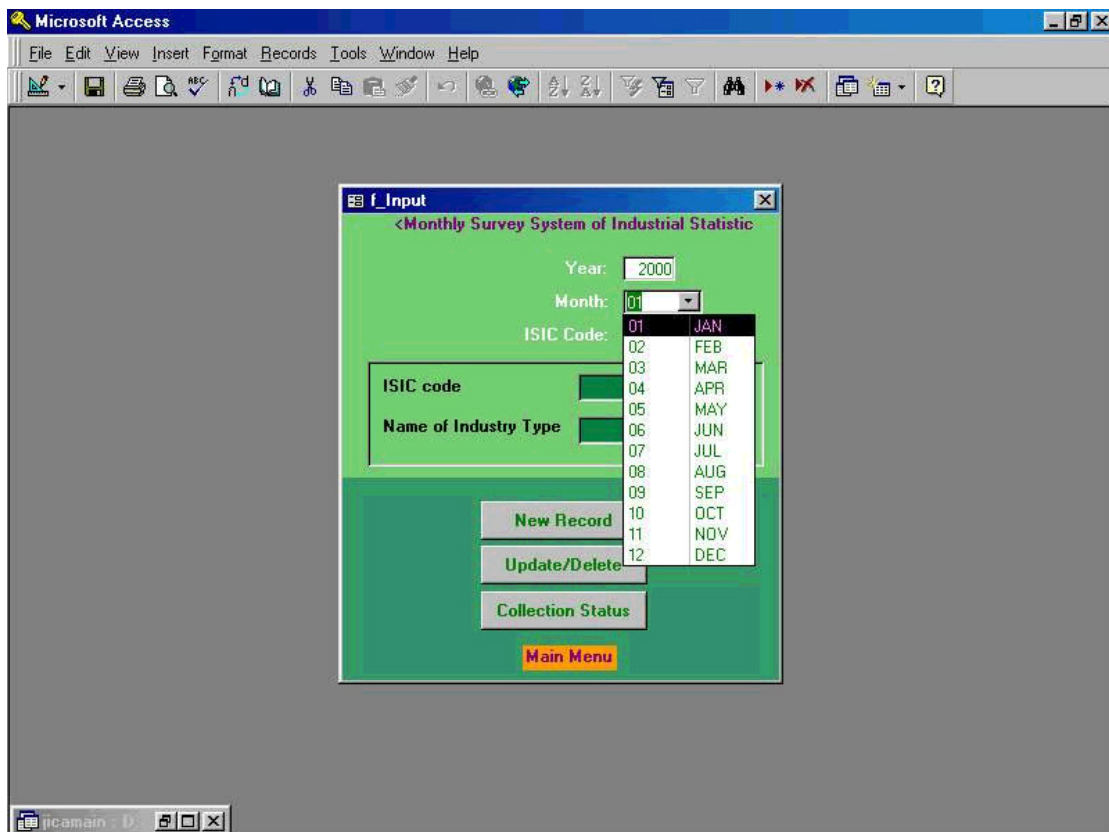 Microsoft Access
File Edit View Insert Format Records Tools Window Help
f_Input
<Monthly Survey System of Industrial Statistic
Year: 2000
Month: 01
ISIC Code:
01 JAN
02 FEB
03 MAR
04 APR
05 MAY
06 JUN
07 JUL
08 AUG
09 SEP
10 OCT
11 NOV
12 DEC
ISIC code
Name of Industry Type
New Record
Update/Delete
Collection Status
Main Menu
jicamain : D